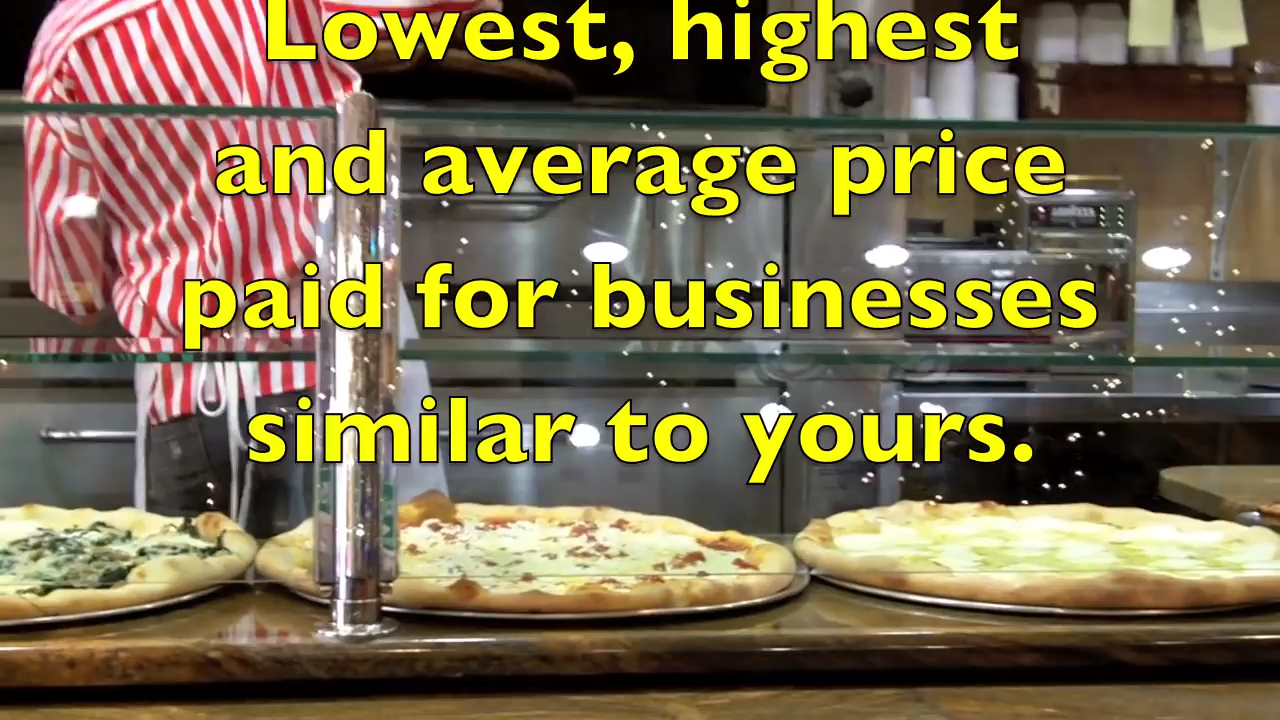 Lowest, highest
and average price
paid for businesses
similar to yours.